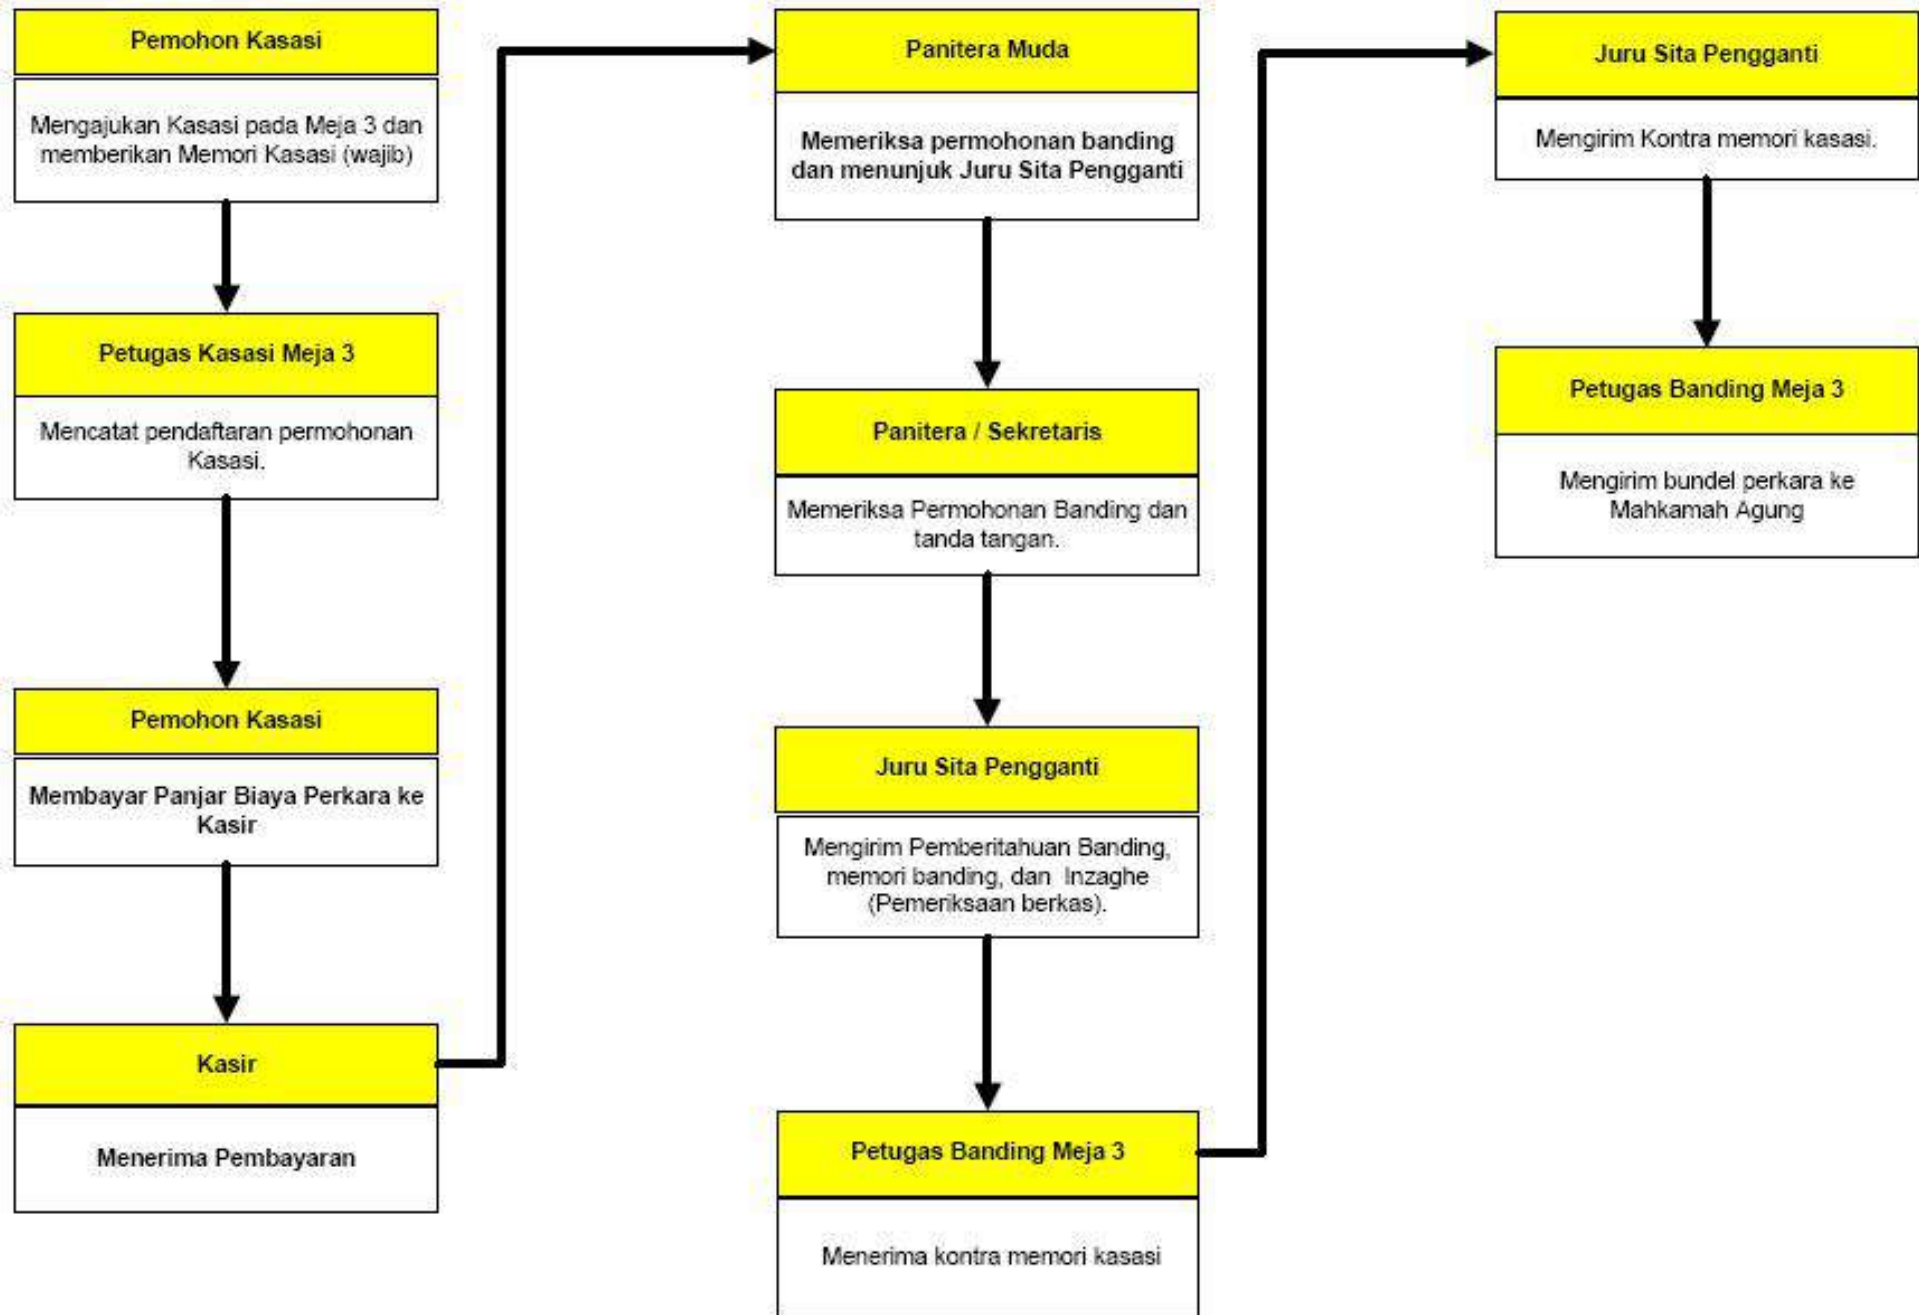 Pemohon Kasasi
Mengajukan Kasasi pada Meja 3 dan
memberikan Memori Kasasi (wajib)
Petugas Kasasi Meja 3
Mencatat pendaftaran permohonan
Kasasi.
Pemohon Kasasi
Membayar Panjar Biaya Perkara ke
Kasir
Kasir
Menerima Pembayaran
Panitera Muda
Memeriksa permohonan banding
dan menunjuk Juru Sita Pengganti
Panitera / Sekretaris
Memeriksa Permohonan Banding dan
tanda tangan.
Juru Sita Pengganti
Mengirim Pemberitahuan Banding,
memori banding, dan Inzaghe
(Pemeriksaan berkas).
Petugas Banding Meja 3
Menerima kontra memori kasasi
Juru Sita Pengganti
Mengirim Kontra memori kasasi.
Petugas Banding Meja 3
Mengirim bundel perkara ke
Mahkamah Agung